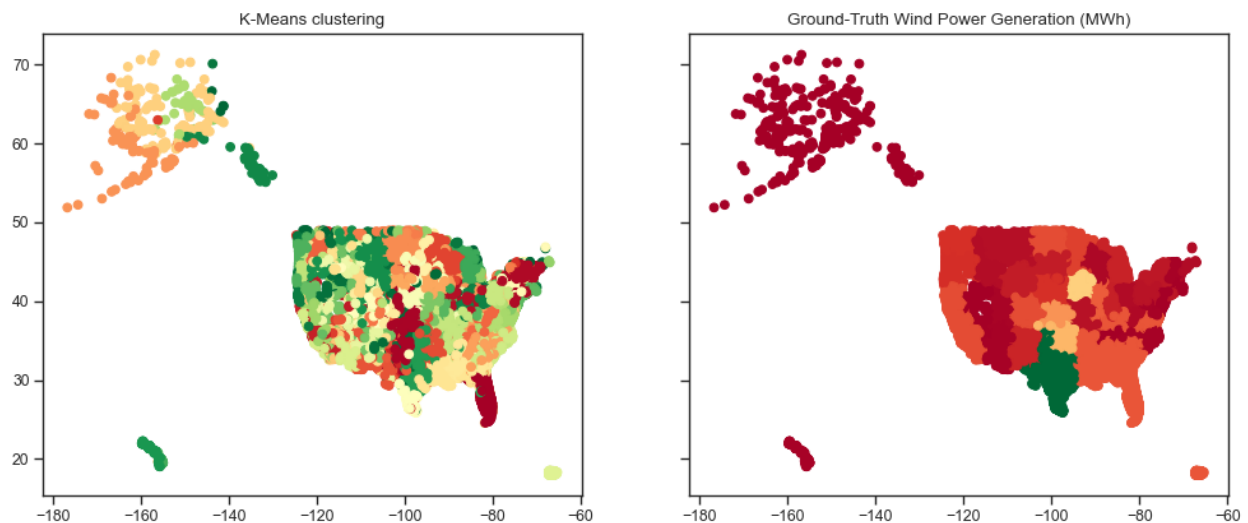 K-Means clustering
Ground-Truth Wind Power Generation (MWh)
70
60
50
40
30
20
−180 −160 −140 −120 −100 −80 −60
−180 −160 −140 −120 −100 −80 −60